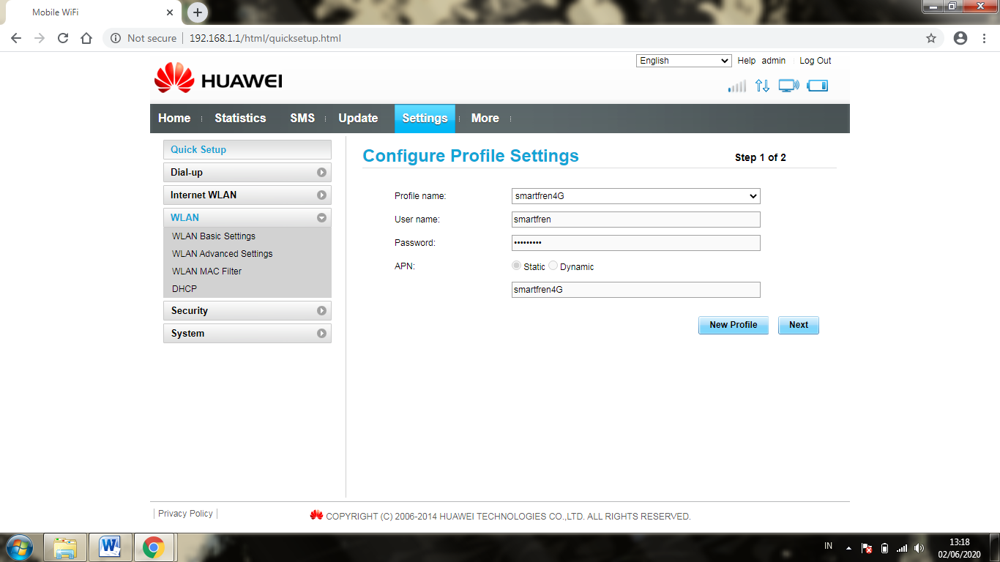 Mobile WiFi
Not secure 192.168.1.1/html/quicksetup.html
English Help admin Log Out
HUAWEI
Home Statistics SMS Update Settings More
Quick Setup
Dial-up
Internet WLAN
WLAN
WLAN Basic Settings
WLAN Advanced Settings
WLAN MAC Filter
DHCP
Security
System
Configure Profile Settings Step 1 of 2
Profile name: smartfren4G
User name: smartfren
Password: •••••••••
APN: Static Dynamic
smartfren4G
New Profile Next
Privacy Policy COPYRIGHT (C) 2006-2014 HUAWEI TECHNOLOGIES CO.,LTD. ALL RIGHTS RESERVED.
IN 13:18
02/06/2020